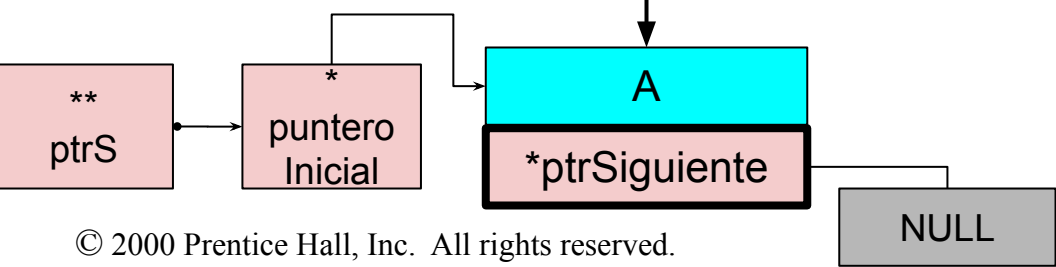 **
ptrS
*
puntero
Inicial
A
*ptrSiguiente
NULL
© 2000 Prentice Hall, Inc.  All rights reserved.